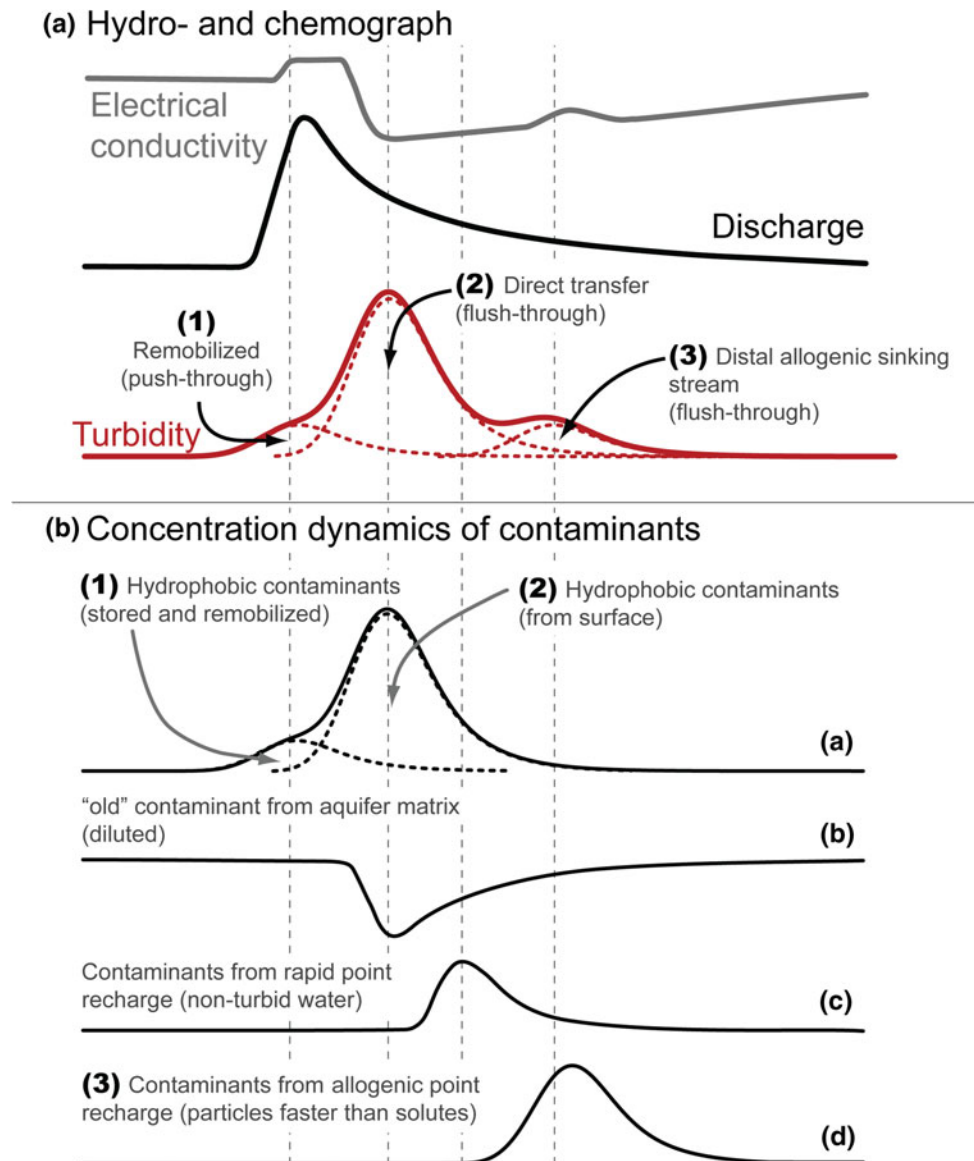 (a) Hydro- and chemograph
Electrical
conductivity
Discharge
(1)
Remobilized
(push-through)
(2) Direct transfer
(flush-through)
(3) Distal allogenic sinking
stream
(flush-through)
Turbidity
(b) Concentration dynamics of contaminants
(1) Hydrophobic contaminants
(stored and remobilized)
(2) Hydrophobic contaminants
(from surface)
(a)
"old" contaminant from aquifer matrix
(diluted)
(b)
Contaminants from rapid point
recharge (non-turbid water)
(c)
(3) Contaminants from allogenic point
recharge (particles faster than solutes)
(d)